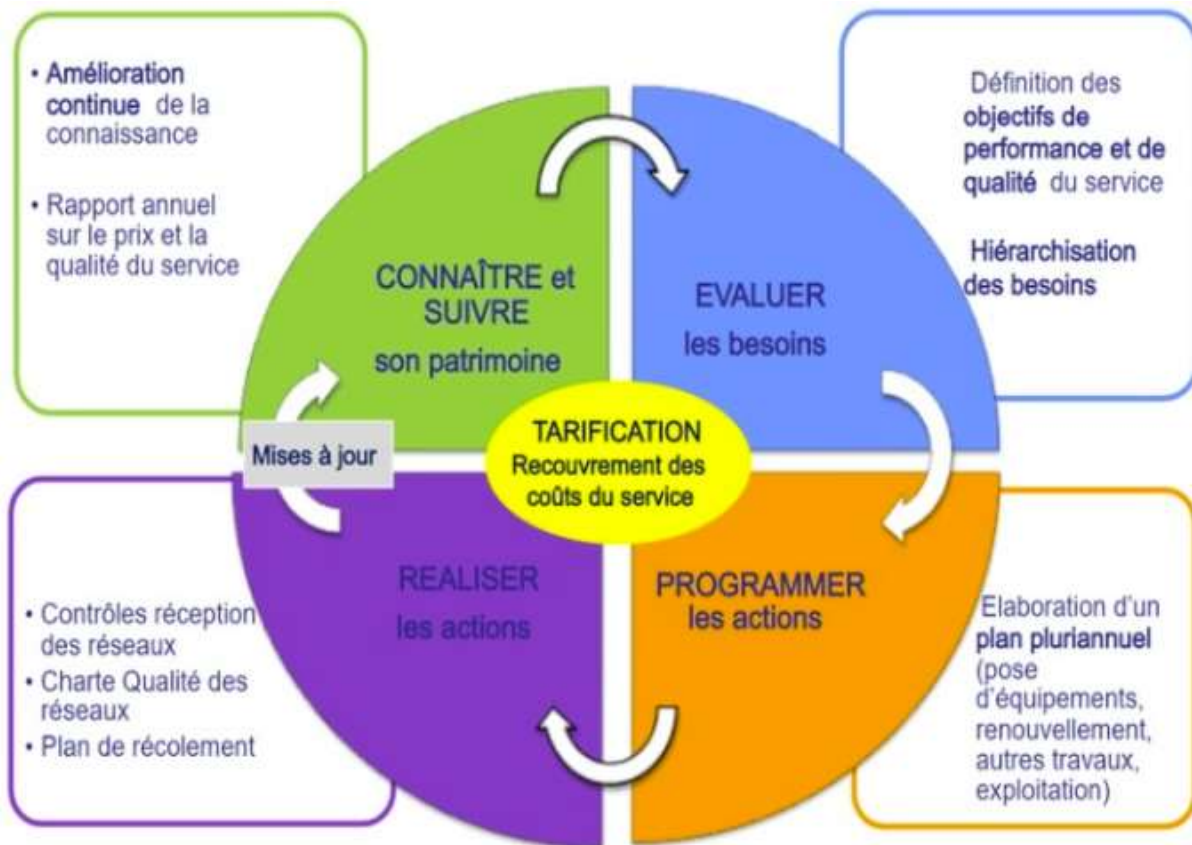 • Amélioration
continue de la
connaissance
• Rapport annuel
sur le prix et la
qualité du service
CONNAÎTRE et
SUIVRE
son patrimoine
EVALUER
les besoins
Définition des
objectifs de
performance et de
qualité du service
Hiérarchisation
des besoins
Mises à jour
TARIFICATION
Recouvrement des
coûts du service
REALISER
les actions
PROGRAMMER
les actions
• Contrôles réception
des réseaux
• Charte Qualité des
réseaux
• Plan de récolement
Elaboration d'un
plan pluriannuel
(pose
d'équipements,
renouvellement,
autres travaux,
exploitation)